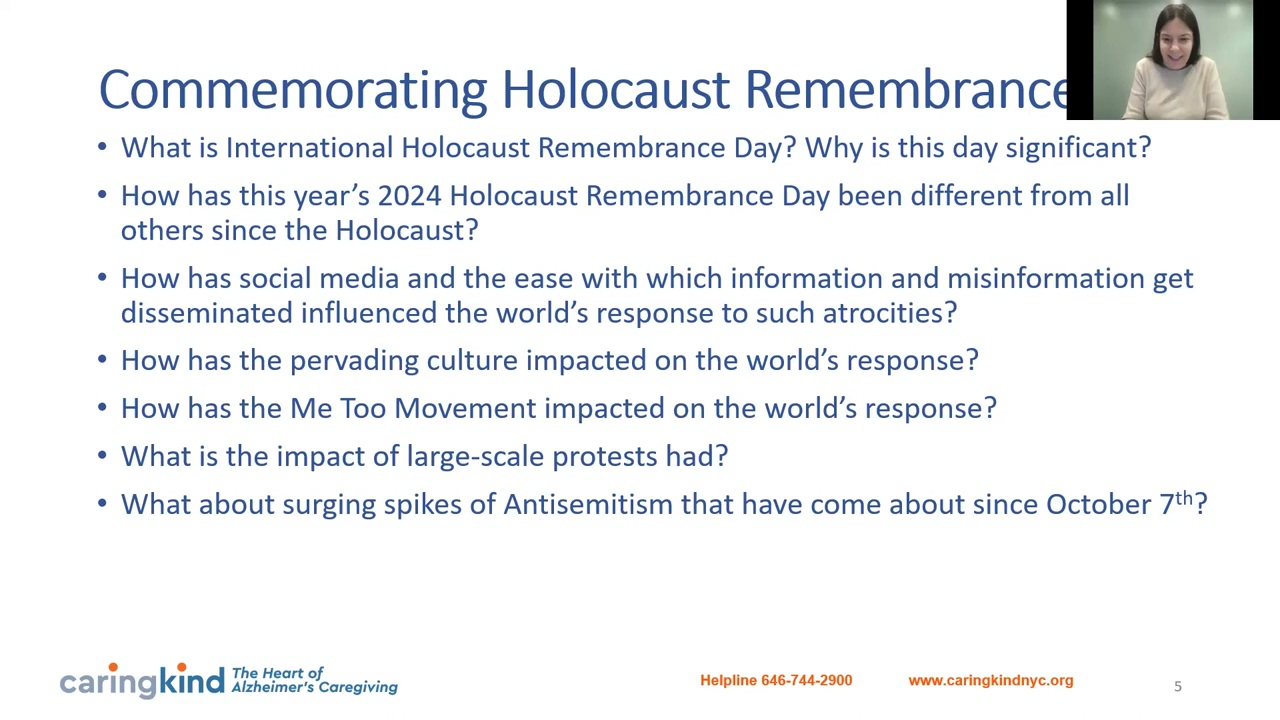 Commemorating Holocaust Remembrance
• What is International Holocaust Remembrance Day? Why is this day significant?
• How has this year’s 2024 Holocaust Remembrance Day been different from all
others since the Holocaust?
• How has social media and the ease with which information and misinformation get
disseminated influenced the world’s response to such atrocities?
• How has the pervading culture impacted on the world’s response?
• How has the Me Too Movement impacted on the world’s response?
• What is the impact of large-scale protests had?
• What about surging spikes of Antisemitism that have come about since October 7th?
caringkind The Heart of
Alzheimer’s Caregiving
Helpline 646-744-2900 www.caringkindnyc.org 5